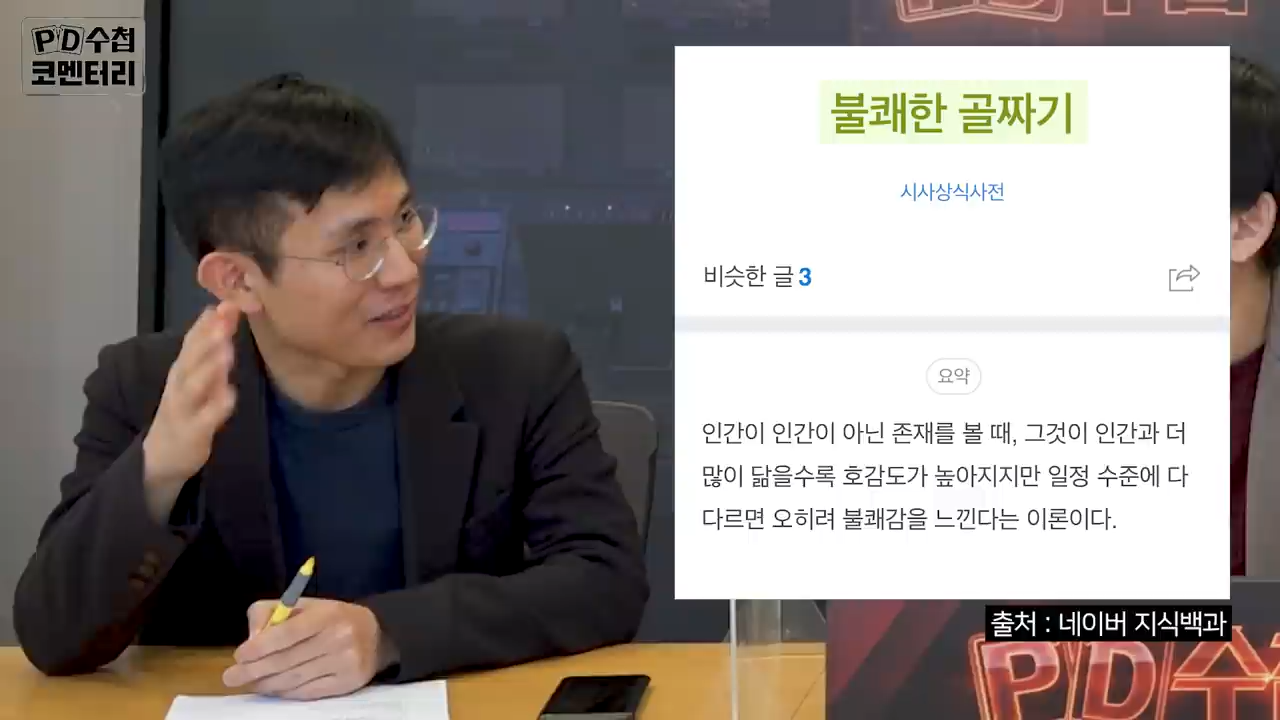 PD수첩
코멘터리
불쾌한 골짜기
시사상식사전
비슷한 글 3
요약
인간이 인간이 아닌 존재를 볼 때, 그것이 인간과 더
많이 닮을수록 호감도가 높아지지만 일정 수준에 다
다르면 오히려 불쾌감을 느낀다는 이론이다.
출처 : 네이버 지식백과
PD수